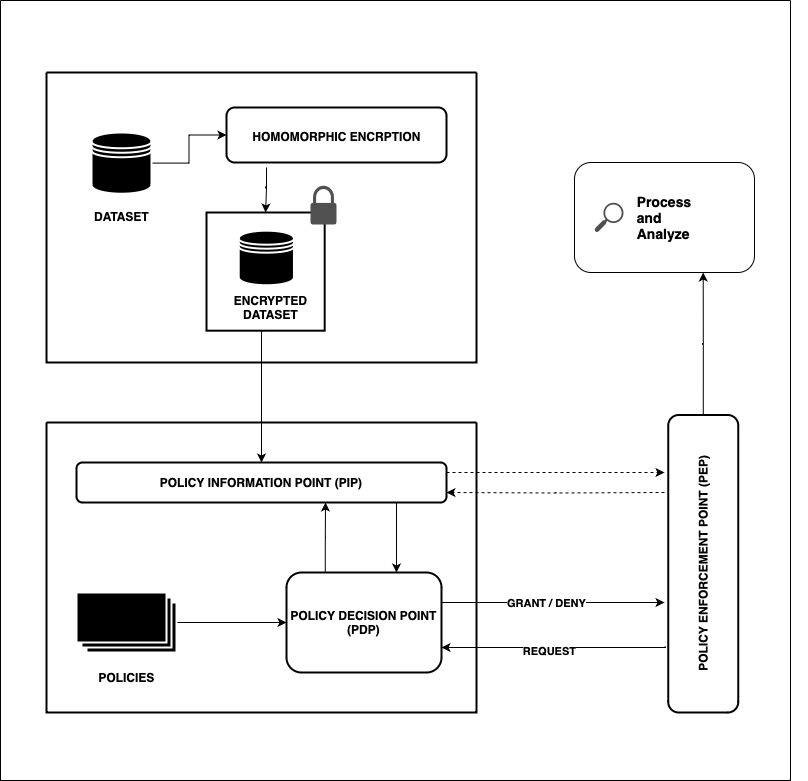 HOMOMORPHIC ENCRPTION
DATASET
Process
and
Analyze
ENCRYPTED
DATASET
POLICY INFORMATION POINT (PIP)
POLICY DECISION POINT
(PDP)
GRANT / DENY
REQUEST
POLICIES
POLICY ENFORCEMENT POINT (PEP)